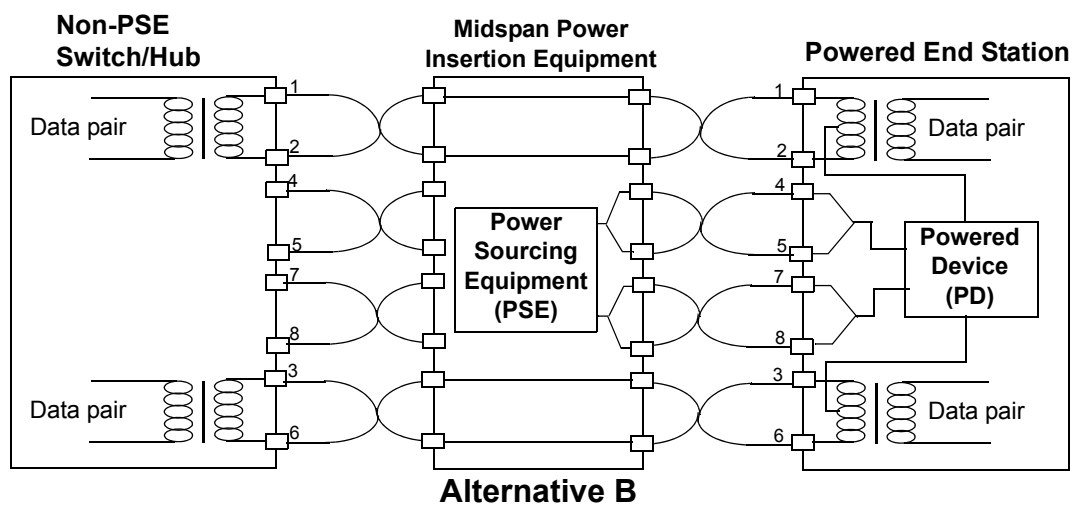 Non-PSE
Switch/Hub
Midspan Power
Insertion Equipment
Powered End Station
Data pair
1
2
4
5
7
8
3
6
Data pair
Power
Sourcing
Equipment
(PSE)
1
2
4
5
7
8
3
6
Data pair
Powered
Device
(PD)
Data pair
Alternative B